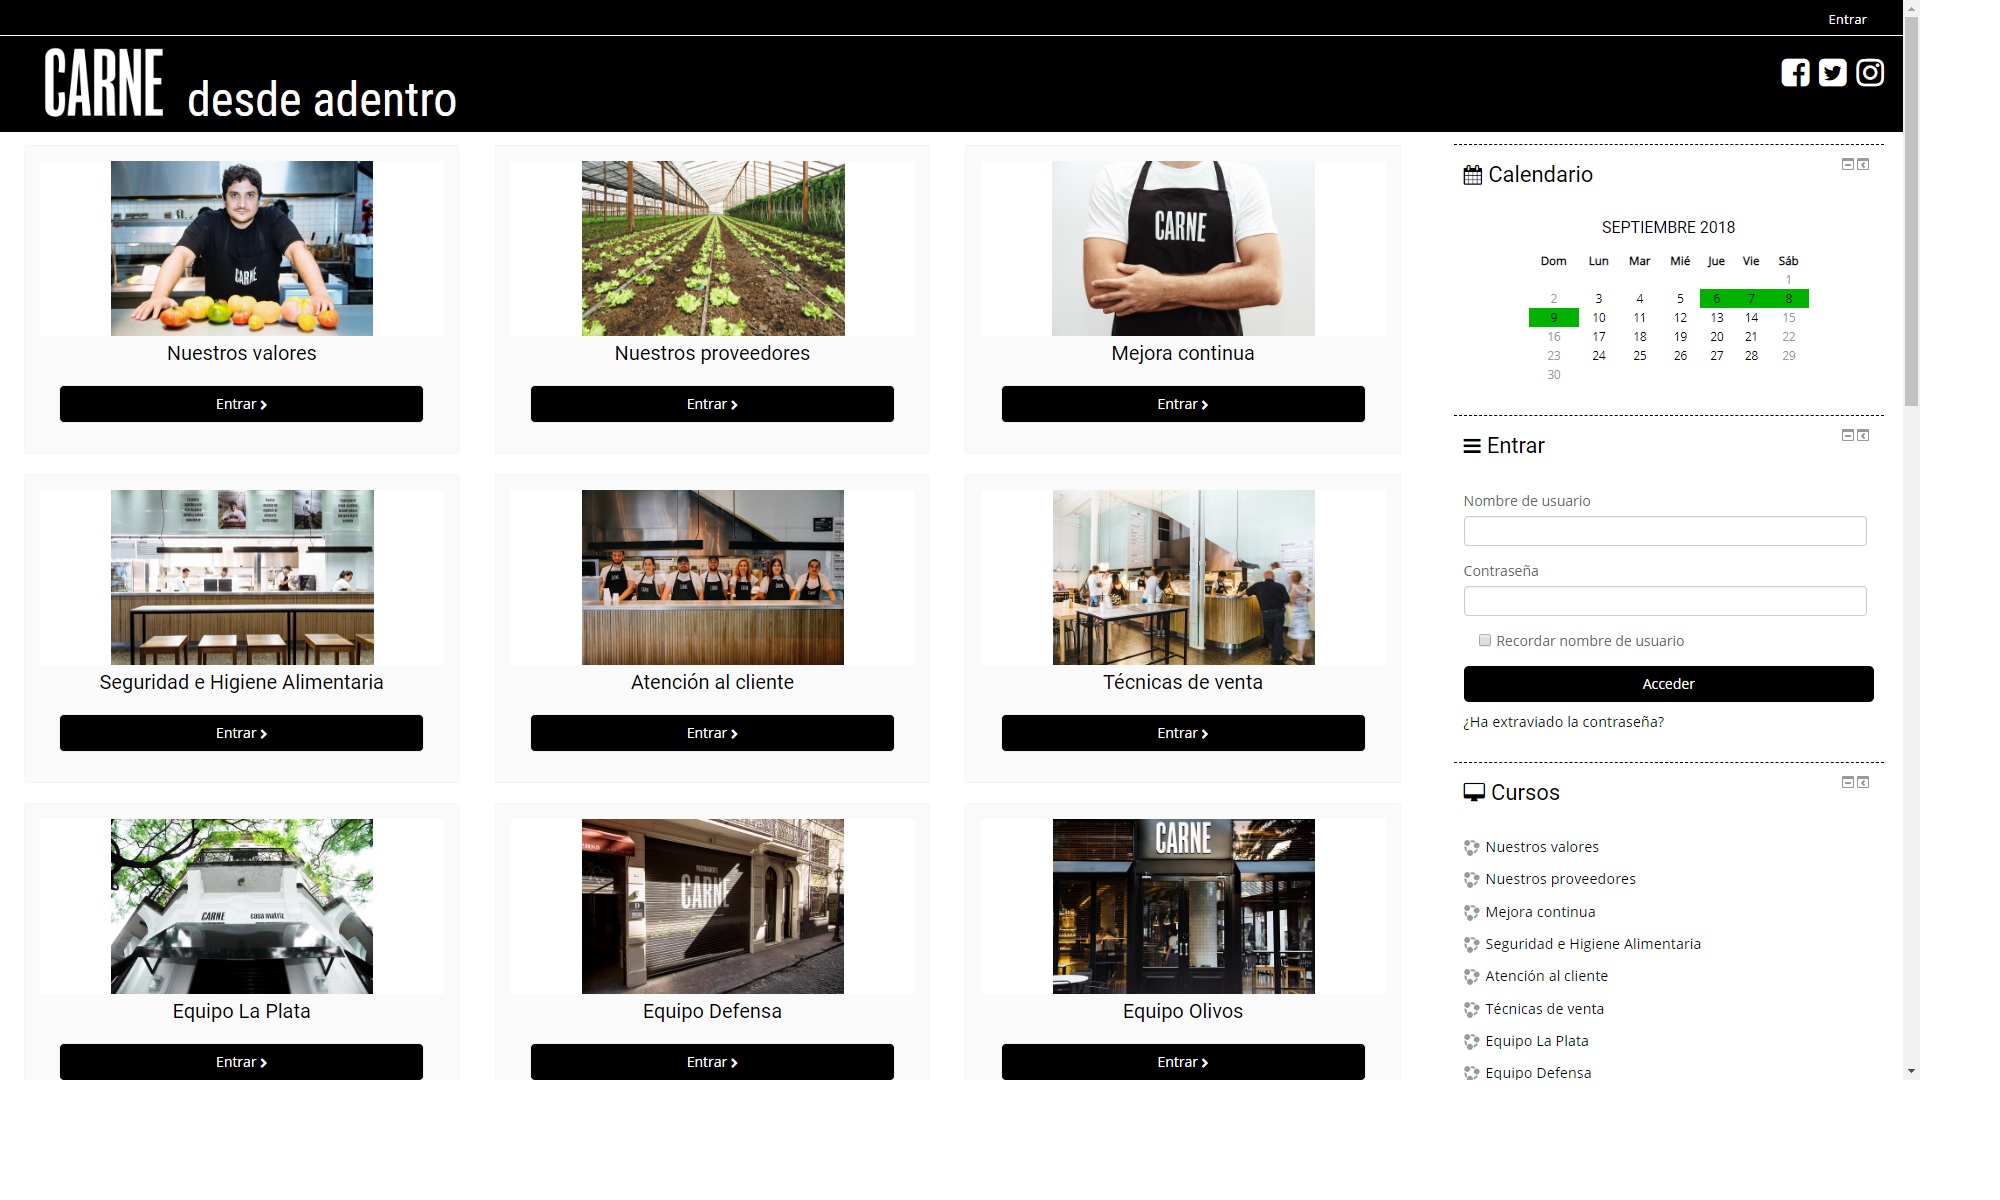 Entrar
CARNE desde adentro
CARNE
Nuestros valores
Entrar
Nuestros proveedores
Entrar
CARNE
Mejora continua
Entrar
Seguridad e Higiene Alimentaria
Entrar
Atención al cliente
Entrar
Técnicas de venta
Entrar
CARNE casa matriz
Equipo La Plata
Entrar
CARNE
Equipo Defensa
Entrar
CARNE
Equipo Olivos
Entrar
Calendario
SEPTIEMBRE 2018
Dom Lun Mar Mié Jue Vie Sáb
1
2 3 4 5 6 7 8
9 10 11 12 13 14 15
16 17 18 19 20 21 22
23 24 25 26 27 28 29
30
Entrar
Nombre de usuario
Contraseña
Recordar nombre de usuario
Acceder
¿Ha extraviado la contraseña?
Cursos
Nuestros valores
Nuestros proveedores
Mejora continua
Seguridad e Higiene Alimentaria
Atención al cliente
Técnicas de venta
Equipo La Plata
Equipo Defensa